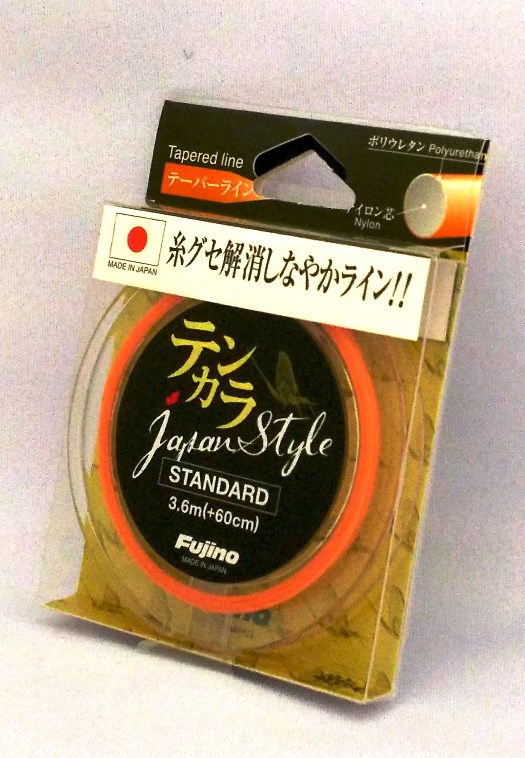 Tapered line
テーパーライン
ポリウレタン Polyurethan
イロン芯
Nylon
MADE IN JAPAN
糸グセ解消しなやかライン!!
テンカラ
Japan Style
STANDARD
3.6m(+60cm)
Fujino
MADE IN JAPAN